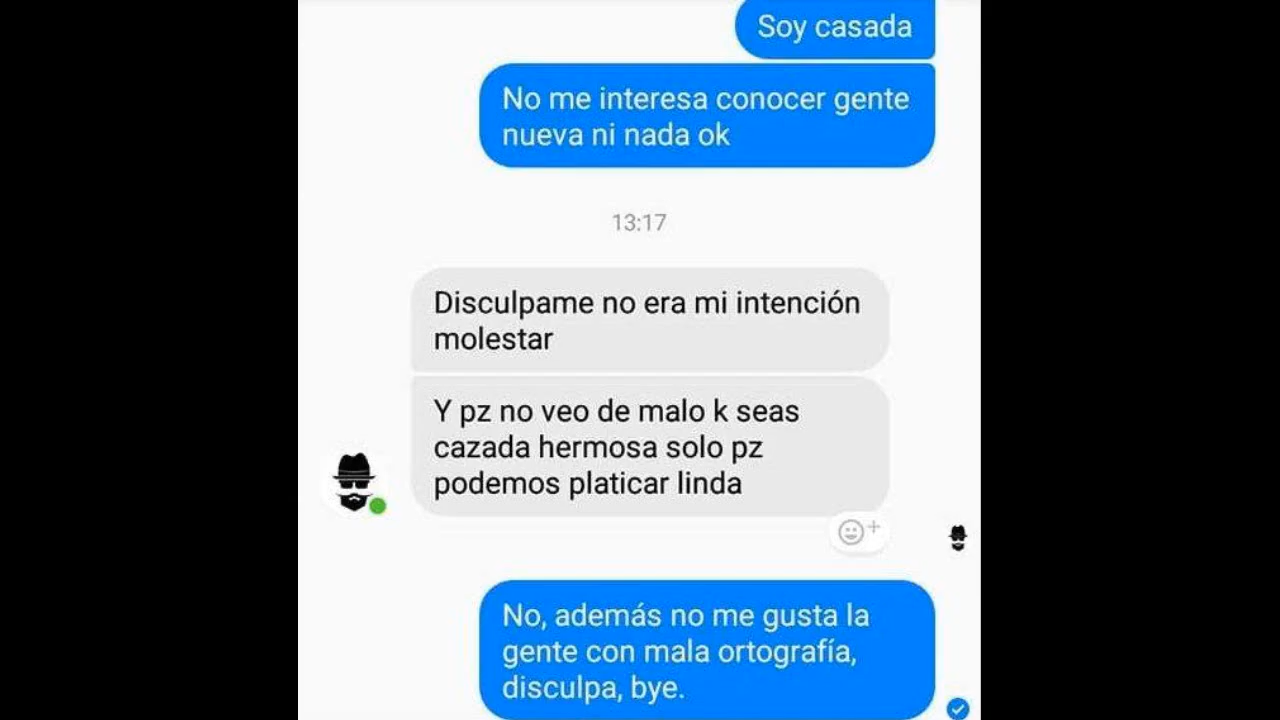 Soy casada
No me interesa conocer gente
nueva ni nada ok
13:17
Disculpame no era mi intención
molestar
Y pz no veo de malo k seas
cazada hermosa solo pz
podemos platicar linda
No, además no me gusta la
gente con mala ortografía,
disculpa, bye.